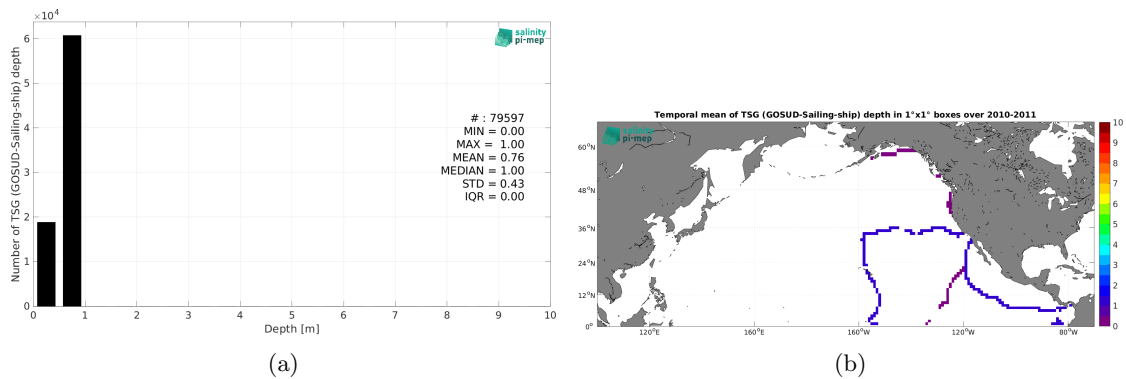 ×10⁴
6
5
4
3
2
1
0
Number of TSG (GOSUD-Sailing-ship) depth
salinity
pi-mep
# : 79597
MIN = 0.00
MAX = 1.00
MEAN = 0.76
MEDIAN = 1.00
STD = 0.43
IQR = 0.00
0 1 2 3 4 5 6 7 8 9 10
Depth [m]
(a)
Temporal mean of TSG (GOSUD-Sailing-ship) depth in 1°x1° boxes over 2010-2011
salinity
pi-mep
60°N
48°N
36°N
24°N
12°N
0°
120°E 160°E 160°W 120°W 80°W
10
9
8
7
6
5
4
3
2
1
0
(b)